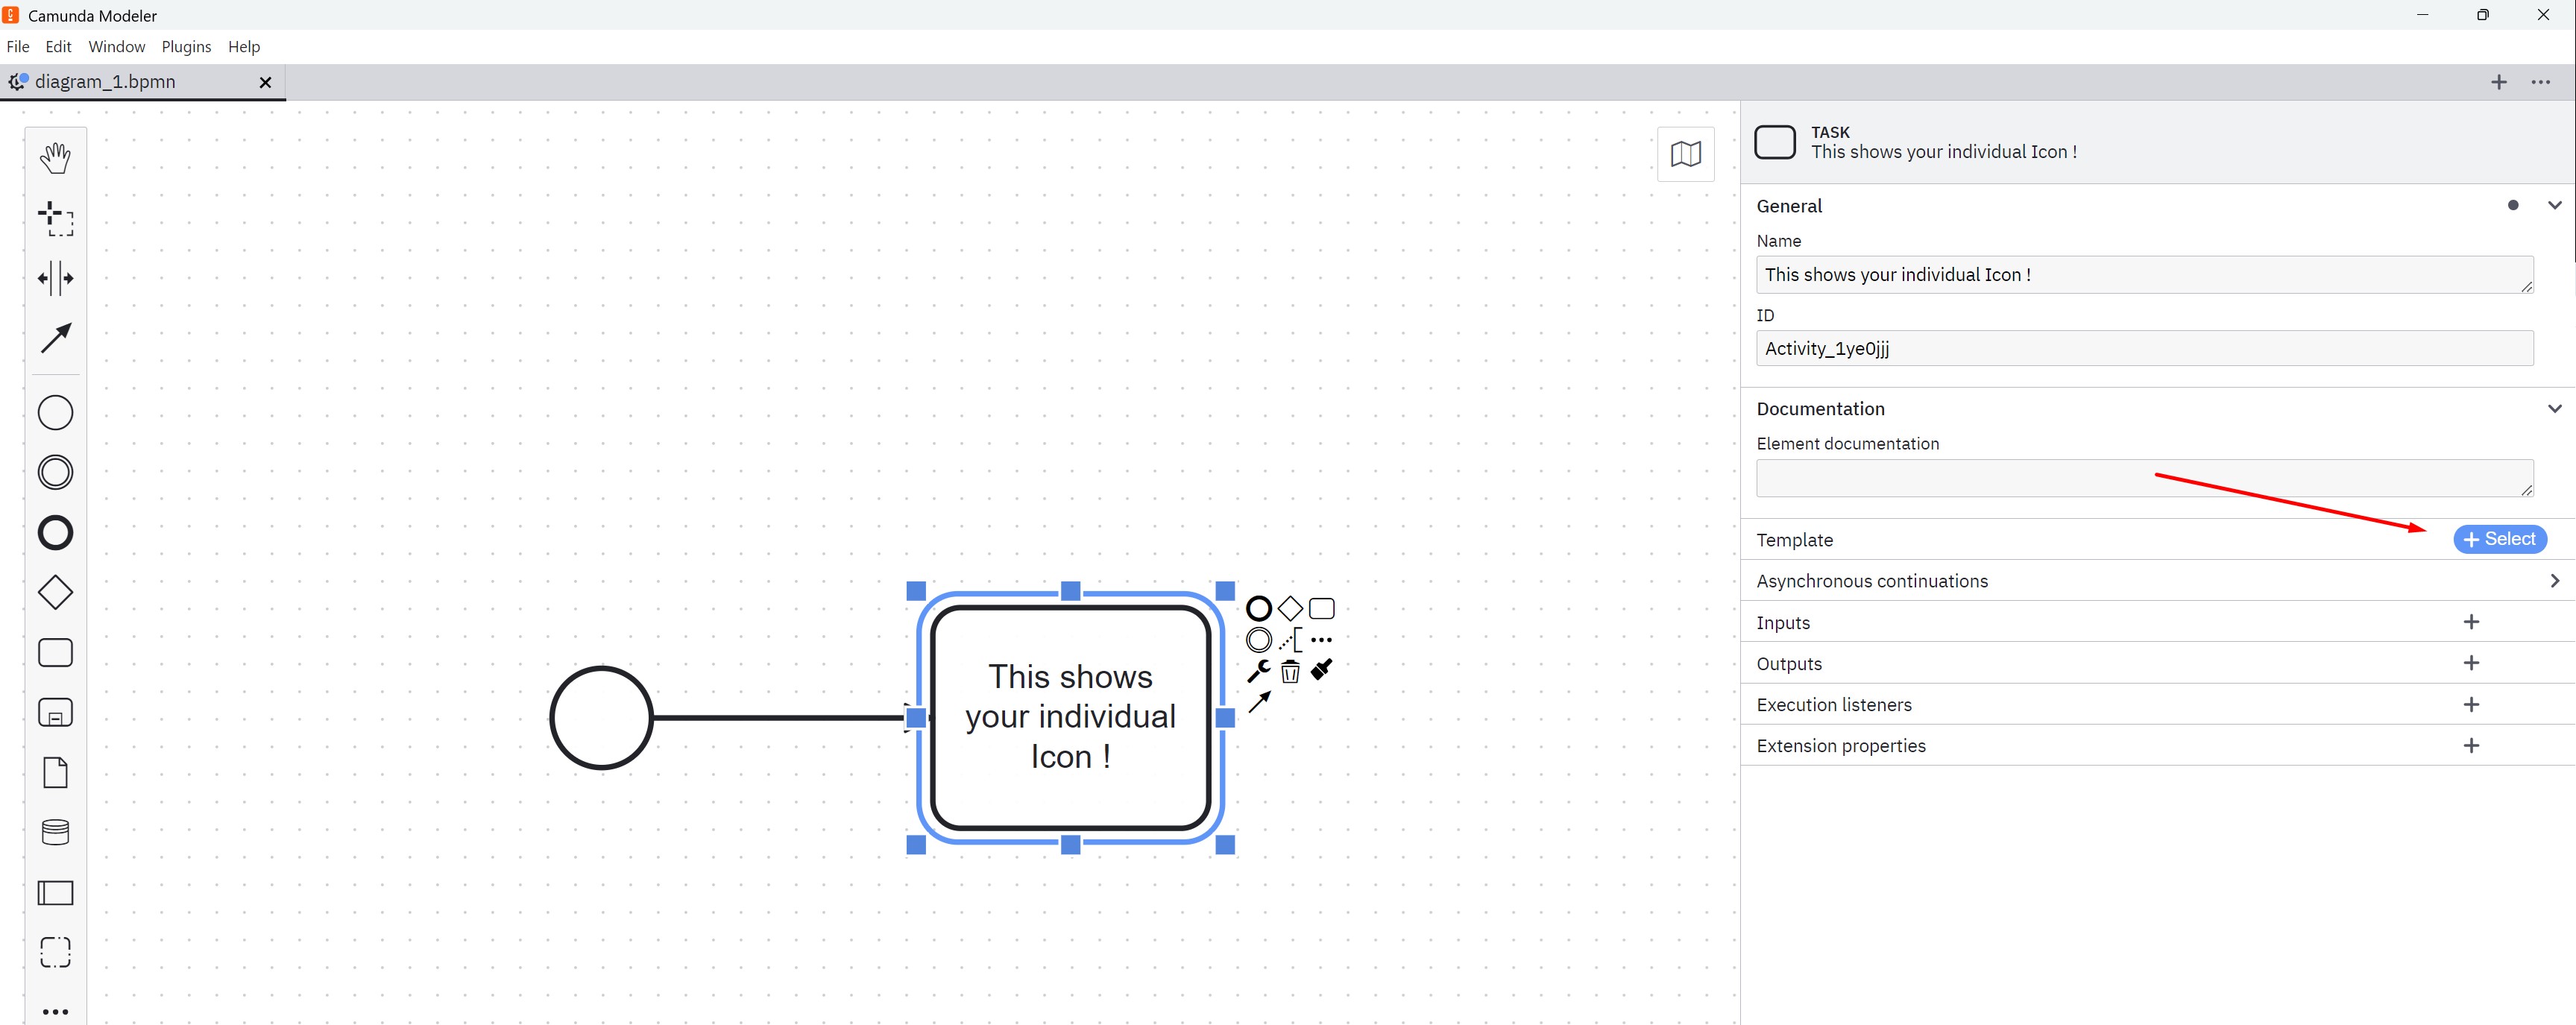 Camunda Modeler
File Edit Window Plugins Help
diagram_1.bpmn
TASK
This shows your individual Icon !
General
Name
This shows your individual Icon !
ID
Activity_1ye0jjj
Documentation
Element documentation
Template
Select
Asynchronous continuations
Inputs
Outputs
Execution listeners
Extension properties
This shows
your individual
Icon !